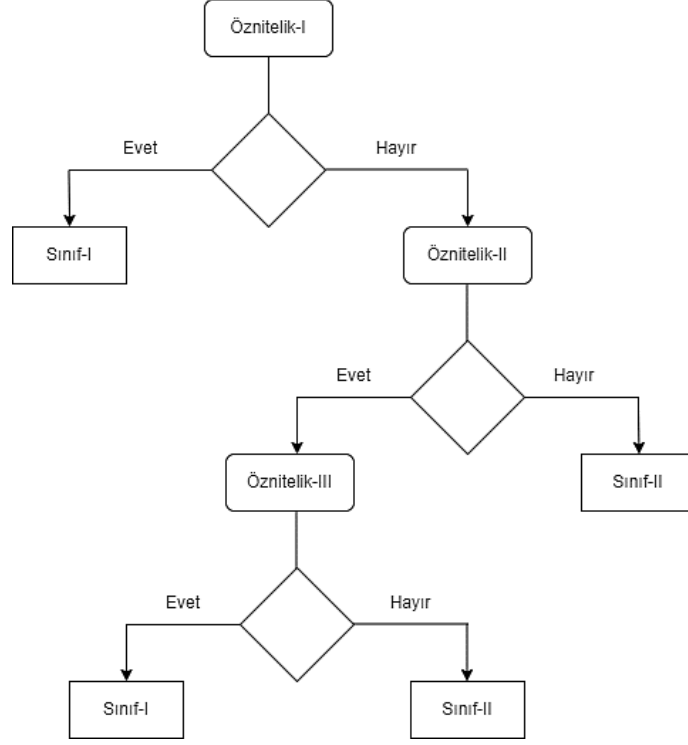 Öznitelik-I
Evet
Hayır
Sınıf-I
Öznitelik-II
Evet
Hayır
Öznitelik-III
Sınıf-II
Evet
Hayır
Sınıf-I
Sınıf-II